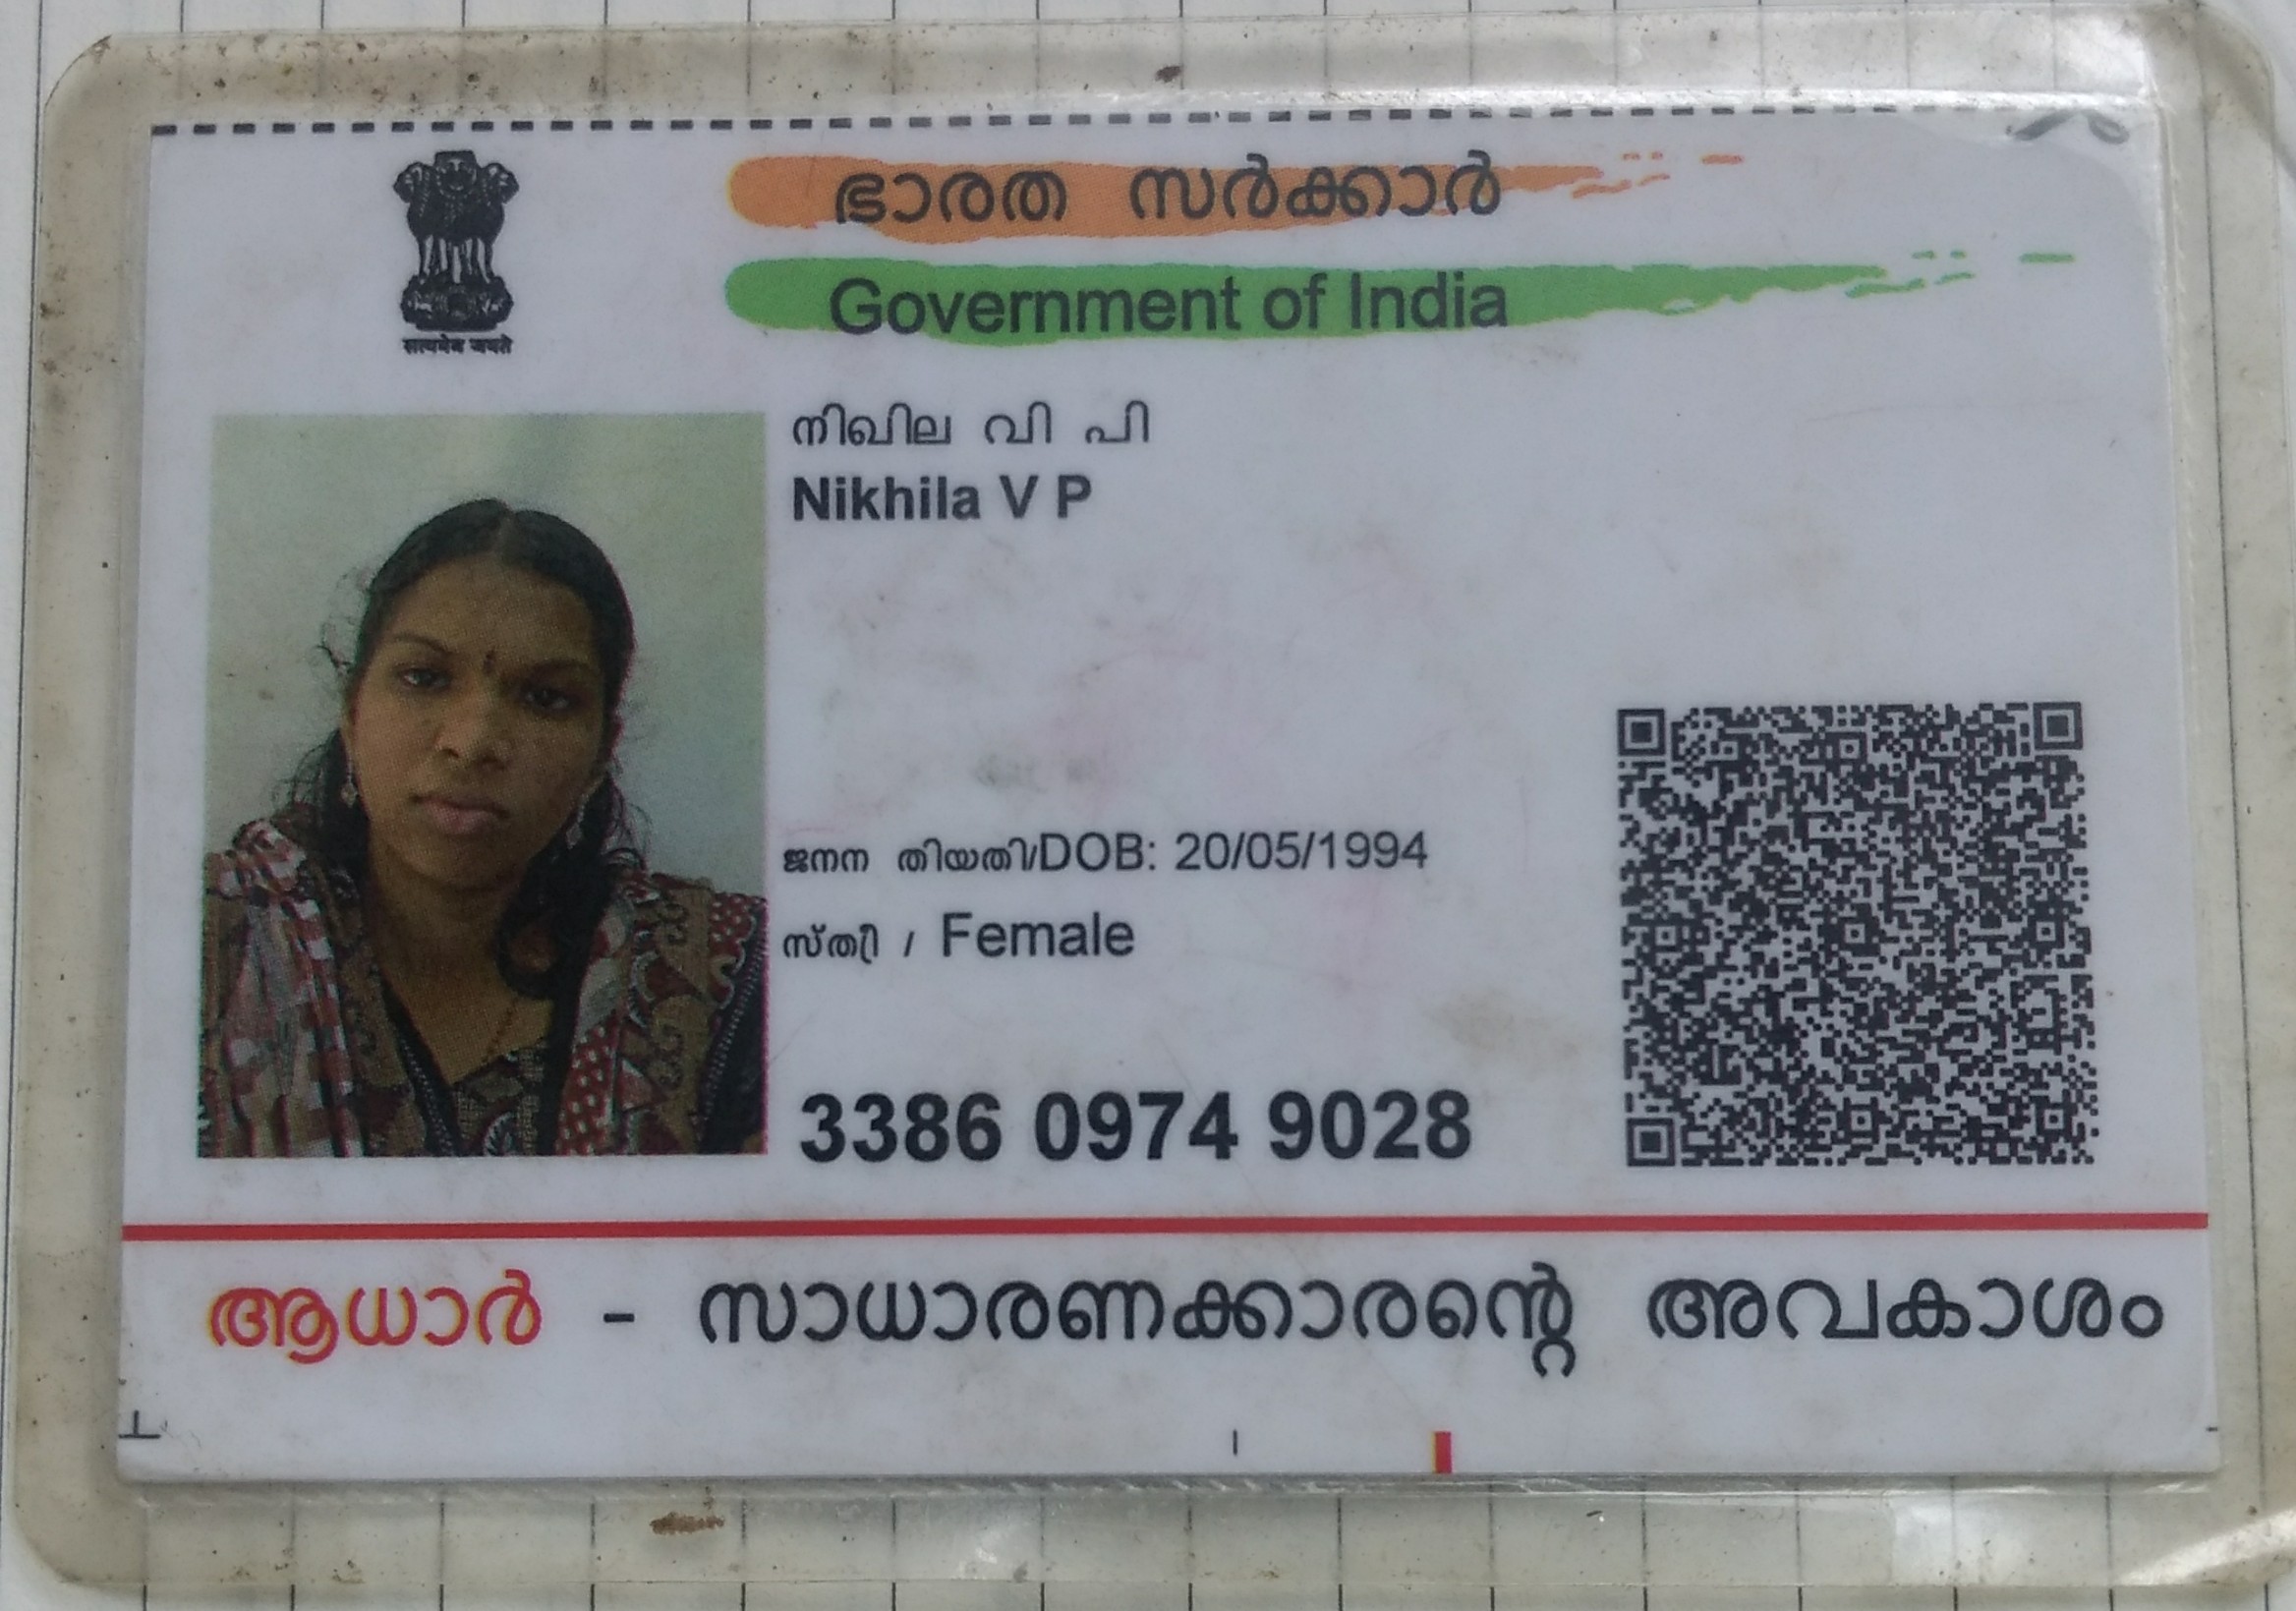 ഭാരത സർക്കാർ
Government of India
सत्यमेव जयते
നിഖില വി പി
Nikhila V P
ജനന തിയതി/DOB: 20/05/1994
സ്ത്രീ / Female
3386 0974 9028
ആധാർ - സാധാരണക്കാരന്റെ അവകാശം